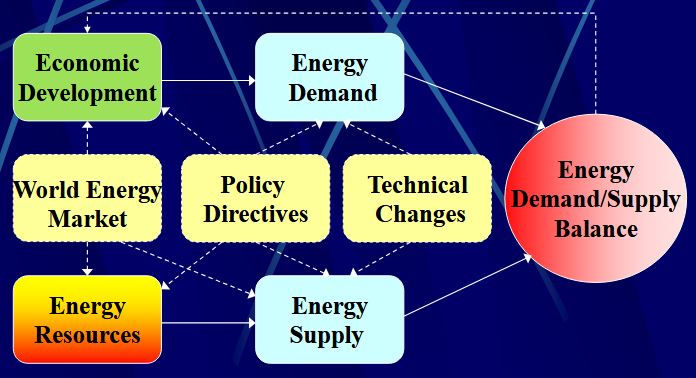 Economic
Development
Energy
Demand
World Energy
Market
Policy
Directives
Technical
Changes
Energy
Demand/Supply
Balance
Energy
Resources
Energy
Supply